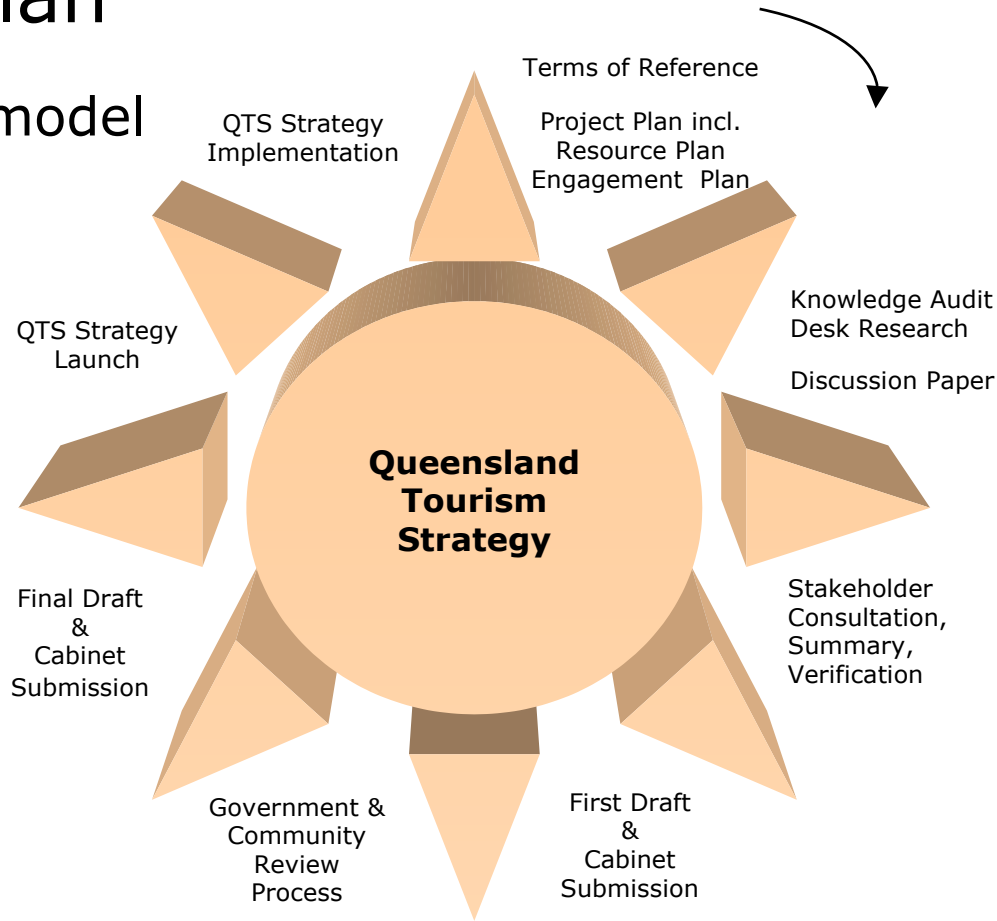 model
Terms of Reference
Project Plan incl.
Resource Plan
Engagement Plan
Knowledge Audit
Desk Research
Discussion Paper
Stakeholder
Consultation,
Summary,
Verification
First Draft
&
Cabinet
Submission
Government &
Community
Review
Process
Final Draft
&
Cabinet
Submission
QTS Strategy
Launch
QTS Strategy
Implementation
Queensland
Tourism
Strategy